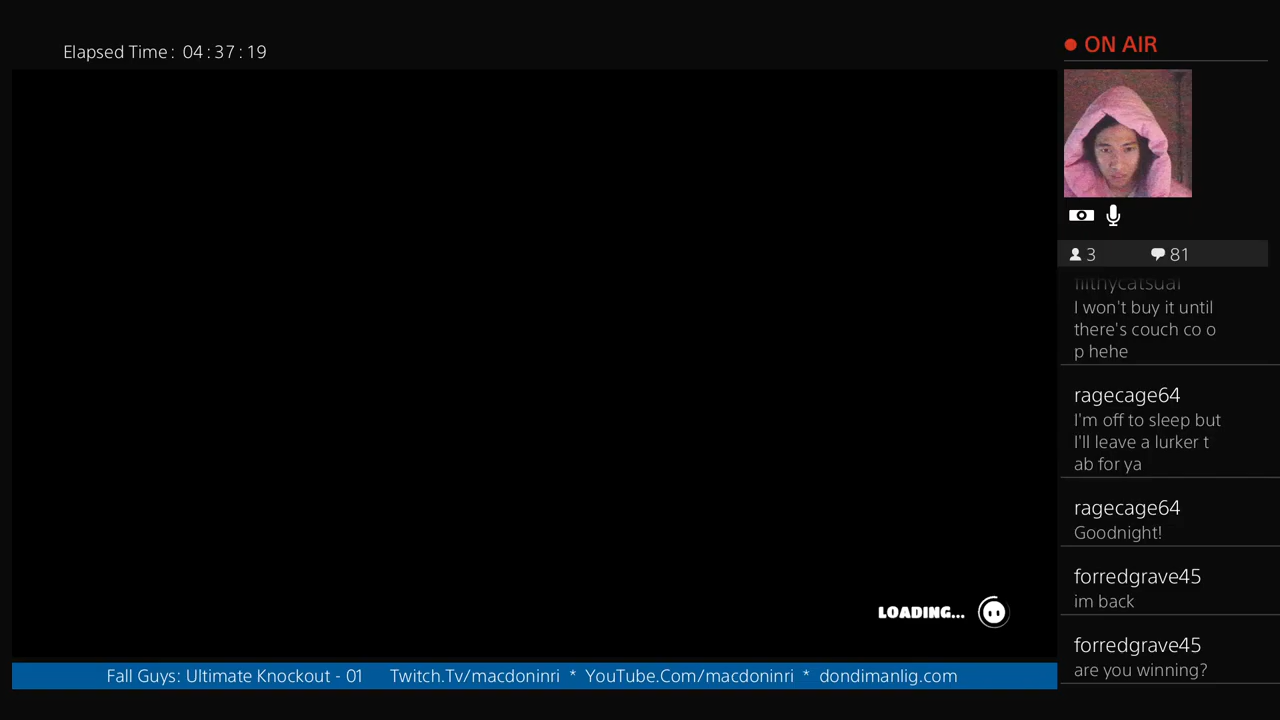 Elapsed Time: 04:37:19
ON AIR
3 81
filthycatsual
I won't buy it until
there's couch co o
p hehe
ragecage64
I'm off to sleep but
I'll leave a lurker t
ab for ya
ragecage64
Goodnight!
forredgrave45
im back
forredgrave45
are you winning?
LOADING...
Fall Guys: Ultimate Knockout - 01 Twitch.Tv/macdoninri * YouTube.Com/macdoninri * dondimanlig.com